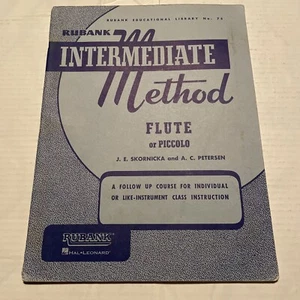 RUBANK EDUCATIONAL LIBRARY No. 73
RUBANK
INTERMEDIATE
Method
FLUTE
or PICCOLO
J. E. SKORNICKA and A. C. PETERSEN
A FOLLOW UP COURSE FOR INDIVIDUAL
OR LIKE-INSTRUMENT CLASS INSTRUCTION
RUBANK
HAL•LEONARD